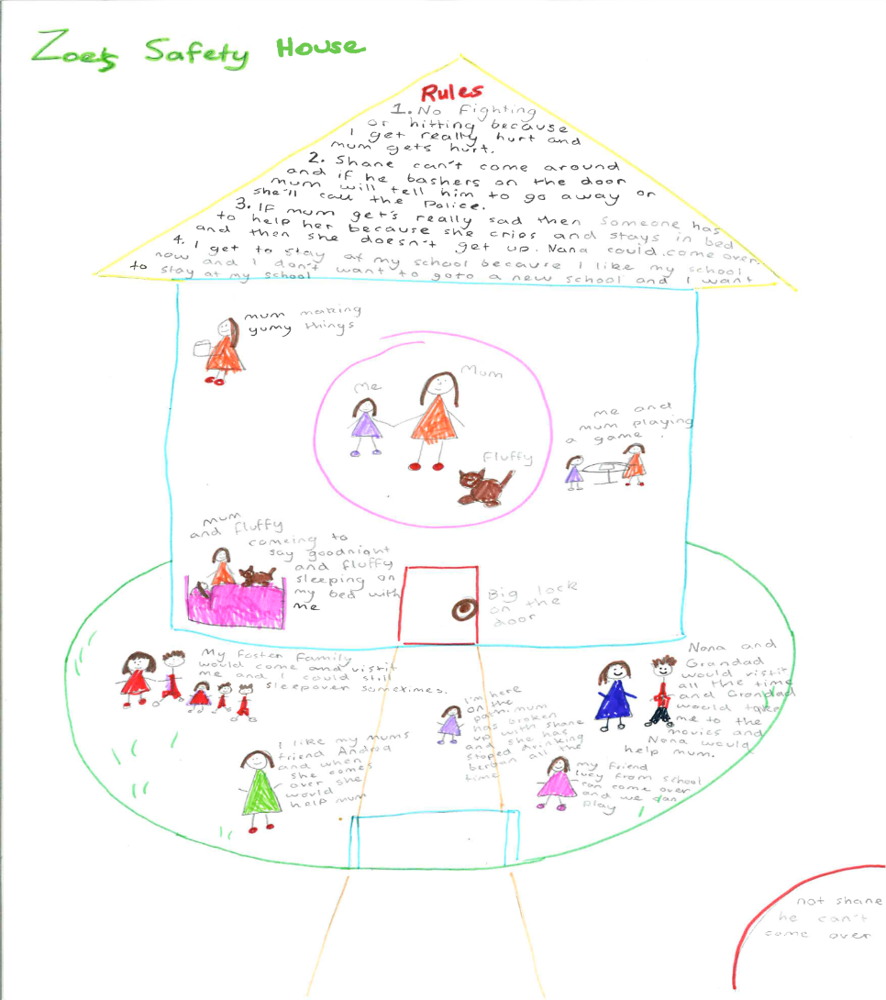 Zoe's Safety House
Rules
1. No Fighting
or hitting because
I get really hurt and
mum gets hurt.
2. Shane can't come around
and if he bashers on the door
mum will tell him to go away or
she'll call the Police.
3. IF mum get's really sad then someone has
to help her because she cries and stays in bed
and then she doesn't get up. Nana could come over.
4. I get to stay at my school because I like my school
now and I don't want to goto a new school and I want
to stay at my school
mum making
yumy things
Me
Mum
Fluffy
me and
mum playing
a game.
mum
and fluffy
comeing to
say goodnight
and fluffy
sleeping on
my bed with
me
Big lock
on the
door
My Foster Family
would come and vistit
me and I could still
sleepover sometimes.
Nana and
Grandad
would visit
all the time
and Grandad
would take
me to the
movies and
Nana would
help mum.
I'm here
on the
path. mum
has broken
up with shane
and she has
stoped drinking
berban all the
time
I like my mums
friend
and when
she comes
over she
would
help mum
my friend
lucy from school
can come over
and we can
play
not shane
he can't
come over